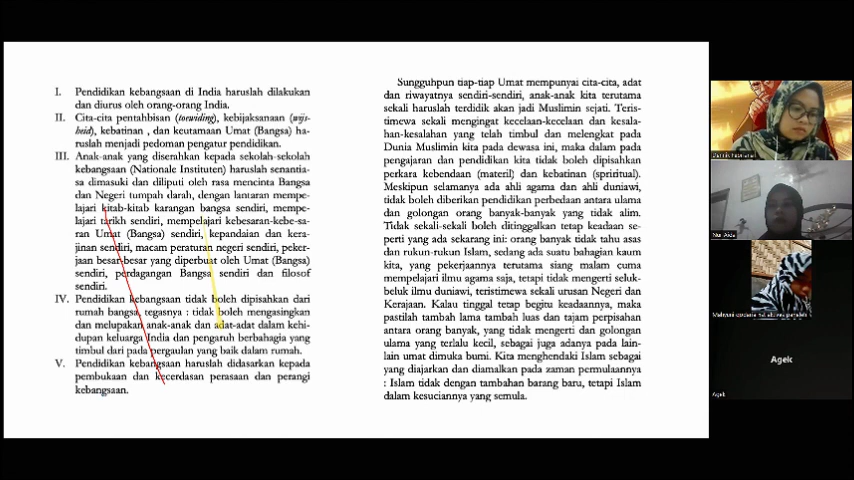 I. Pendidikan kebangsaan di India haruslah dilakukan
dan diurus oleh orang-orang India.
II. Cita-cita pentahbisan (toewiding), kebijaksanaan (wijs-
heid), kebatinan , dan keutamaan Umat (Bangsa) ha-
ruslah menjadi pedoman pengatur pendidikan.
III. Anak-anak yang diserahkan kepada sekolah-sekolah
kebangsaan (Nationale Instituten) haruslah senantia-
sa dimasuki dan diliputi oleh rasa mencinta Bangsa
dan Negeri tumpah darah, dengan lantaran mempe-
lajari kitab-kitab karangan bangsa sendiri, mempe-
lajari tarikh sendiri, mempelajari kebesaran-kebe-sa-
ran Umat (Bangsa) sendiri, kepandaian dan kera-
jinan sendiri, macam peraturan negeri sendiri, peker-
jaan besar-besar yang diperbuat oleh Umat (Bangsa)
sendiri, perdagangan Bangsa sendiri dan filosof
sendiri.
IV. Pendidikan kebangsaan tidak boleh dipisahkan dari
rumah bangsa, tegasnya : tidak boleh mengasingkan
dan melupakan anak-anak dan adat-adat dalam kehi-
dupan keluarga India dan pengaruh berbahagia yang
timbul dari pada pergaulan yang baik dalam rumah.
V. Pendidikan kebangsaan haruslah didasarkan kepada
pembukaan dan kecerdasan perasaan dan perangi
kebangsaan.
Sungguhpun tiap-tiap Umat mempunyai cita-cita, adat
dan riwayatnya sendiri-sendiri, anak-anak kita terutama
sekali haruslah terdidik akan jadi Muslimin sejati. Teris-
timewa sekali mengingat kecelaan-kecelaan dan kesala-
han-kesalahan yang telah timbul dan melengkat pada
Dunia Muslimin kita pada dewasa ini, maka dalam pada
pengajaran dan pendidikan kita tidak boleh dipisahkan
perkara kebendaan (materil) dan kebatinan (spriritual).
Meskipun selamanya ada ahli agama dan ahli duniawi,
tidak boleh diberikan pendidikan perbedaan antara ulama
dan golongan orang banyak-banyak yang tidak alim.
Tidak sekali-sekali boleh ditinggalkan tetap keadaan se-
perti yang ada sekarang ini: orang banyak tidak tahu asas
dan rukun-rukun Islam, sedang ada suatu bahagian kaum
kita, yang pekerjaannya terutama siang malam cuma
mempelajari ilmu agama saja, tetapi tidak mengerti seluk-
beluk ilmu duniawi, teristimewa sekali urusan Negeri dan
Kerajaan. Kalau tinggal tetap begitu keadaannya, maka
pastilah tambah lama tambah luas dan tajam perpisahan
antara orang banyak, yang tidak mengerti dan golongan
ulama yang terlalu kecil, sebagai juga adanya pada lain-
lain umat dimuka bumi. Kita menghendaki Islam sebagai
yang diajarkan dan diamalkan pada zaman permulaannya
: Islam tidak dengan tambahan barang baru, tetapi Islam
dalam kesuciannya yang semula.
Nur Aida
Agek
Agek